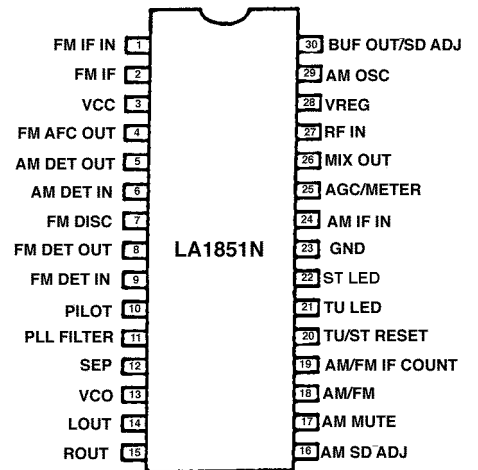 FM IF IN 1 30 BUF OUT/SD ADJ
FM IF 2 29 AM OSC
VCC 3 28 VREG
FM AFC OUT 4 27 RF IN
AM DET OUT 5 26 MIX OUT
AM DET IN 6 25 AGC/METER
FM DISC 7 24 AM IF IN
FM DET OUT 8 LA1851N 23 GND
FM DET IN 9 22 ST LED
PILOT 10 21 TU LED
PLL FILTER 11 20 TU/ST RESET
SEP 12 19 AM/FM IF COUNT
VCO 13 18 AM/FM
LOUT 14 17 AM MUTE
ROUT 15 16 AM SD ADJ